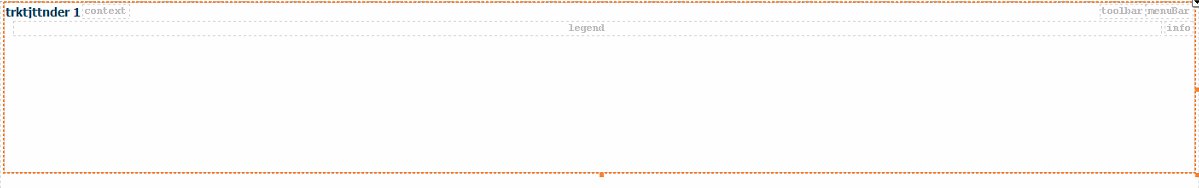 trktjttnder 1 context toolbar menuBar
legend info